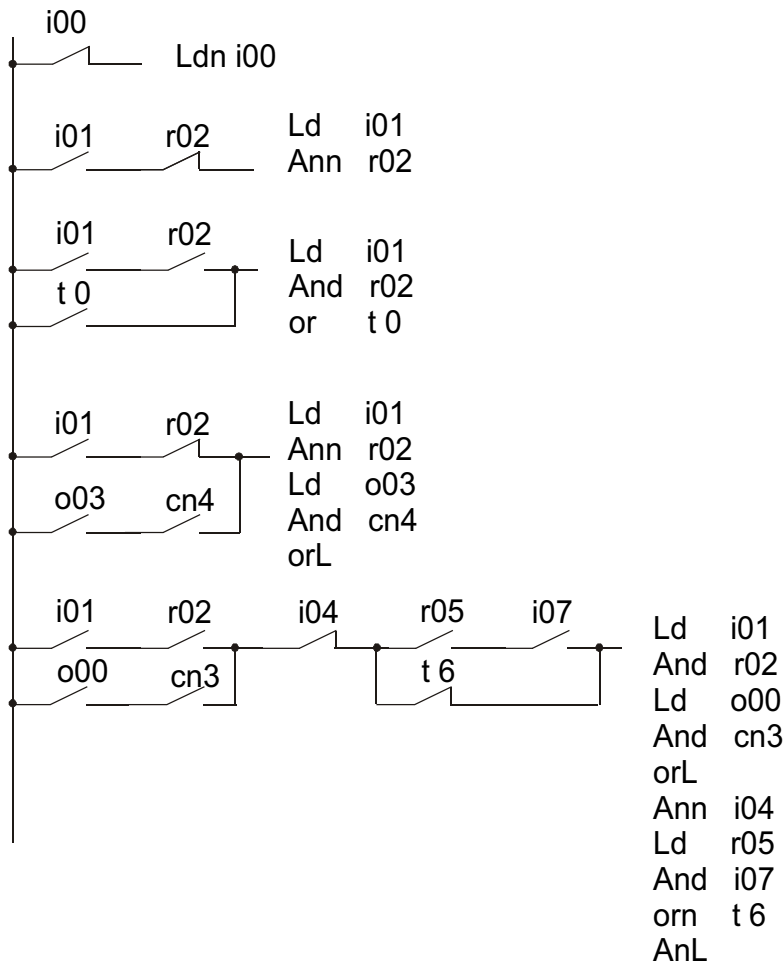 i00
Ldn i00
i01 r02
Ld i01
Ann r02
i01 r02
t 0
Ld i01
And r02
or t 0
i01 r02
o03 cn4
Ld i01
Ann r02
Ld o03
And cn4
orL
i01 r02 i04 r05 i07
o00 cn3 t 6
Ld i01
And r02
Ld o00
And cn3
orL
Ann i04
Ld r05
And i07
orn t 6
AnL